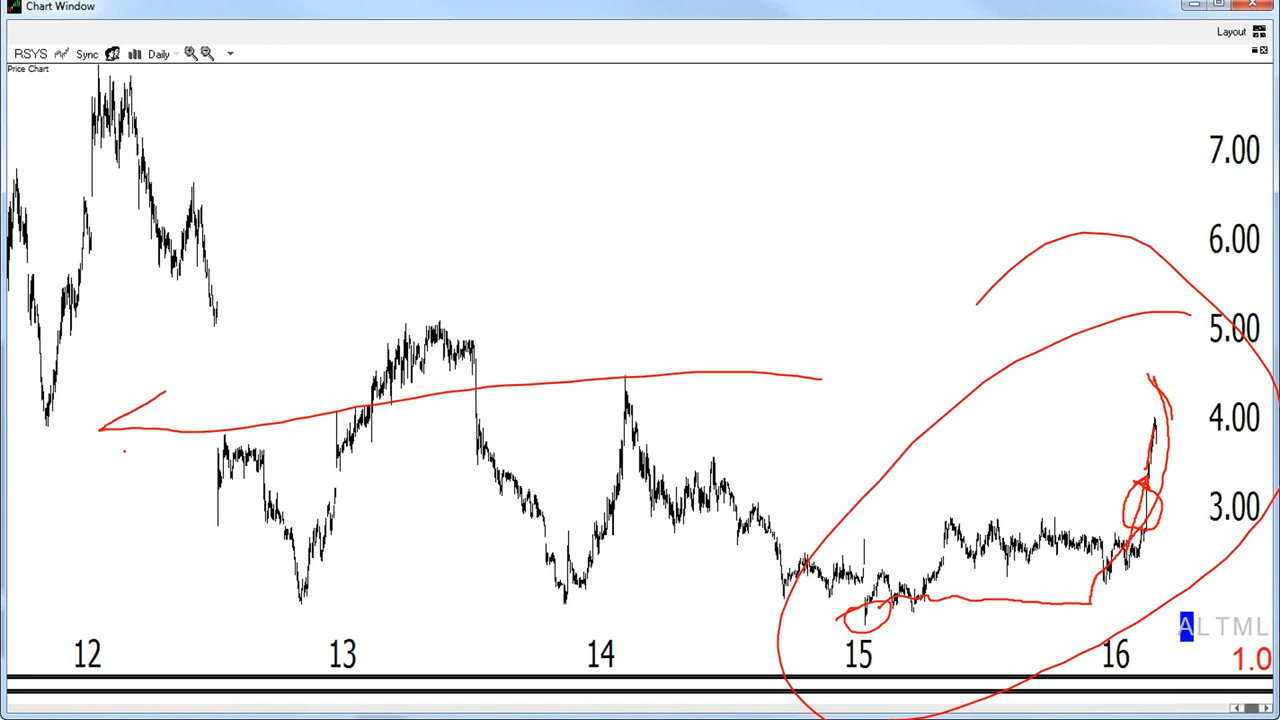 Chart Window
Layout
RSYS Sync Daily
Price Chart
7.00
6.00
5.00
4.00
3.00
A L T M L
12 13 14 15 16
1.0